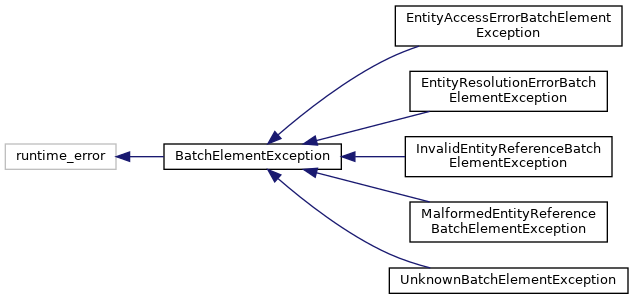 EntityAccessErrorBatchElement
Exception
EntityResolutionErrorBatch
ElementException
runtime_error
BatchElementException
InvalidEntityReferenceBatch
ElementException
MalformedEntityReference
BatchElementException
UnknownBatchElementException